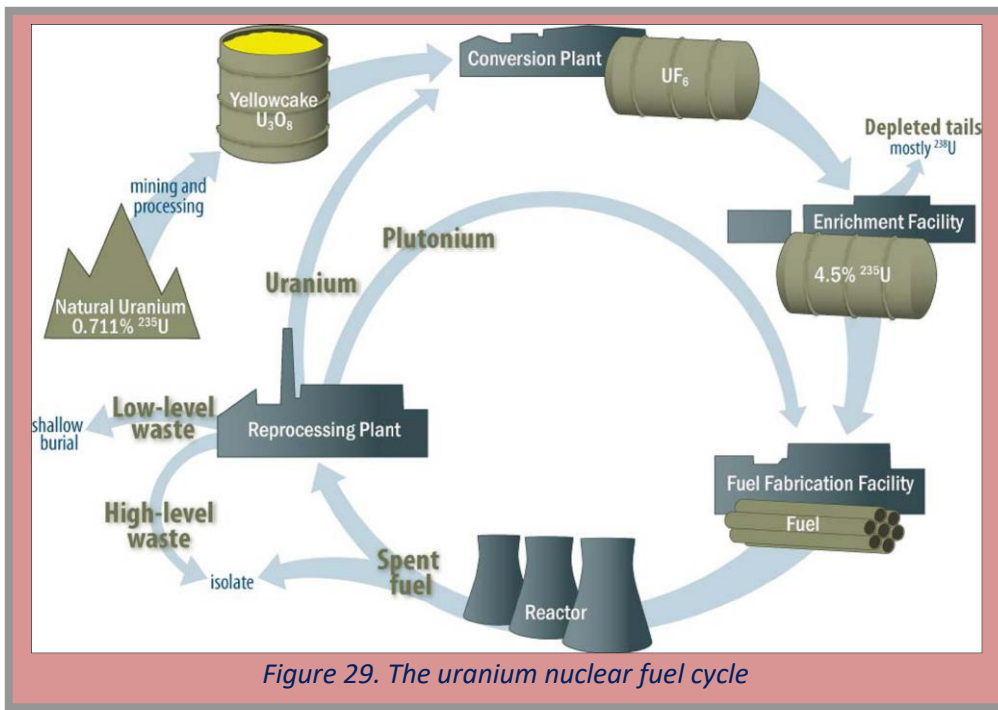 Yellowcake
U₃O₈
Conversion Plant
UF₆
Depleted tails
mostly ²³⁸U
mining and
processing
Enrichment Facility
4.5% ²³⁵U
Plutonium
Uranium
Natural Uranium
0.711% ²³⁵U
Low-level
waste
shallow
burial
Reprocessing Plant
Fuel Fabrication Facility
Fuel
High-level
waste
isolate
Spent
fuel
Reactor
Figure 29. The uranium nuclear fuel cycle